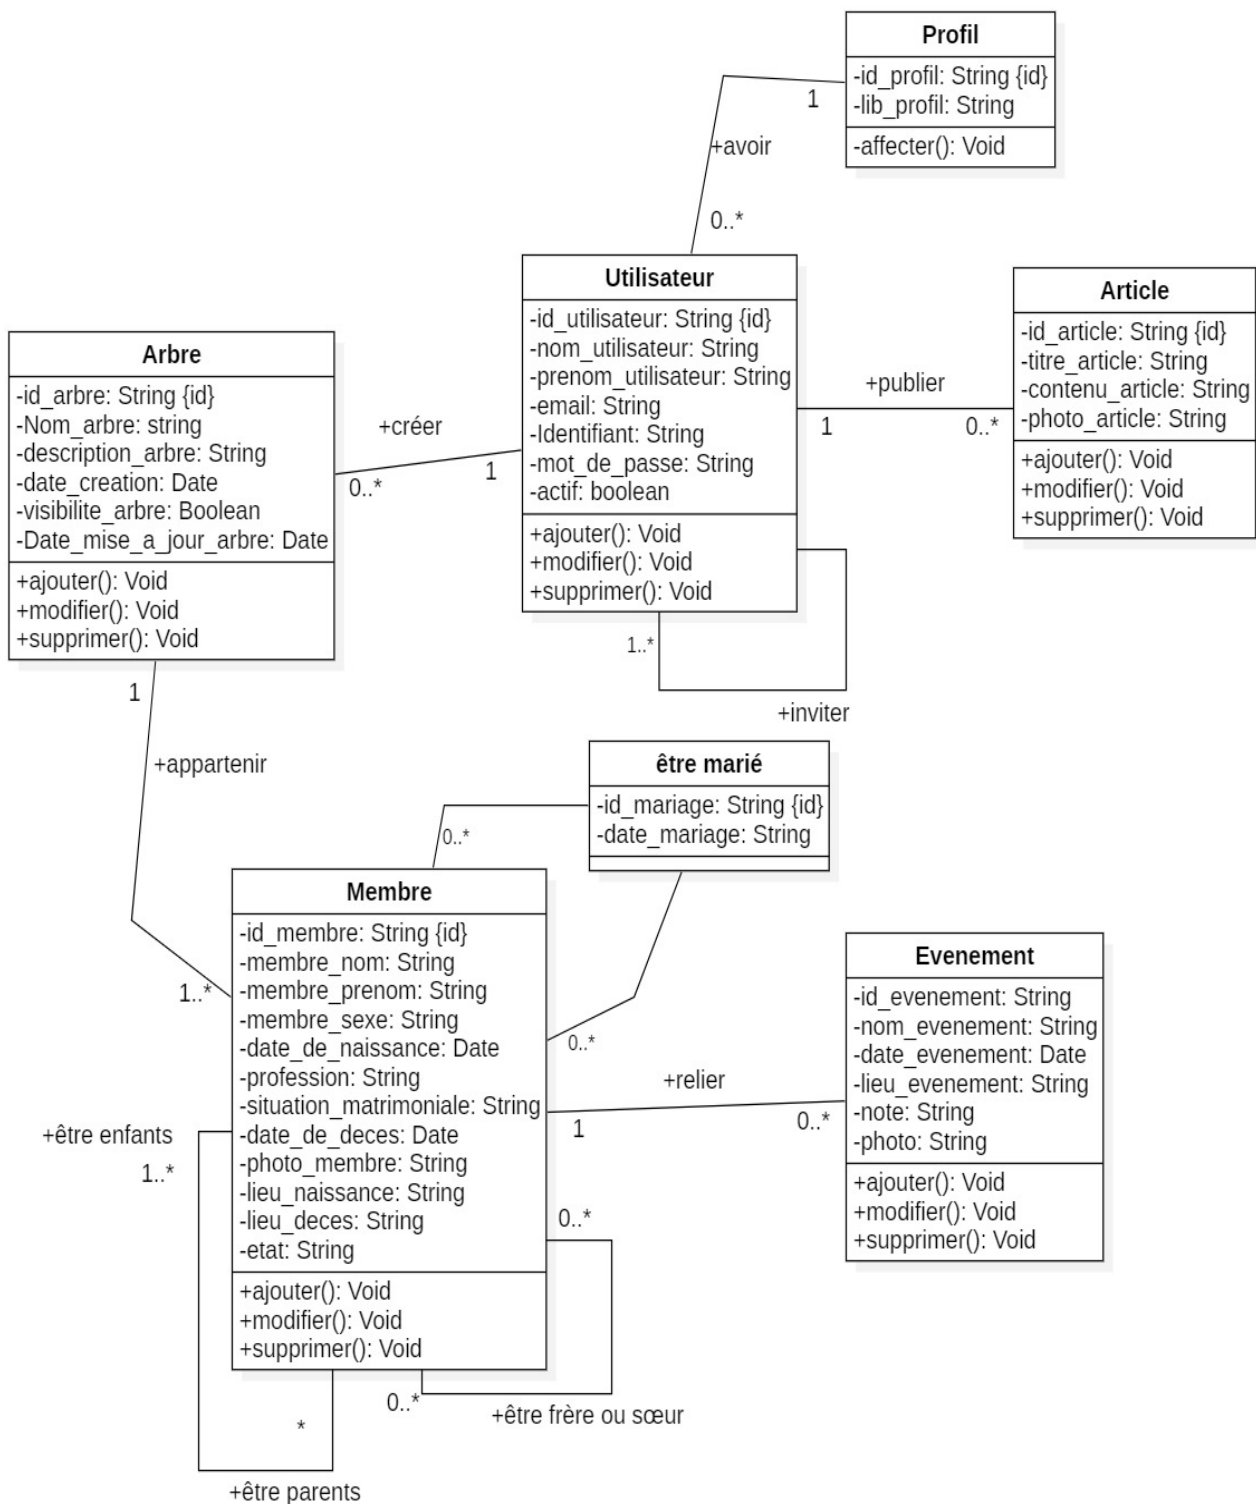 Profil
-id_profil: String {id}
-lib_profil: String
-affecter(): Void
1
+avoir
0..*
Utilisateur
-id_utilisateur: String {id}
-nom_utilisateur: String
-prenom_utilisateur: String
-email: String
-Identifiant: String
-mot_de_passe: String
-actif: boolean
+ajouter(): Void
+modifier(): Void
+supprimer(): Void
Article
-id_article: String {id}
-titre_article: String
-contenu_article: String
-photo_article: String
+ajouter(): Void
+modifier(): Void
+supprimer(): Void
+publier
1
0..*
Arbre
-id_arbre: String {id}
-Nom_arbre: string
-description_arbre: String
-date_creation: Date
-visibilite_arbre: Boolean
-Date_mise_a_jour_arbre: Date
+ajouter(): Void
+modifier(): Void
+supprimer(): Void
+créer
0..*
1
1..*
+inviter
1
+appartenir
1..*
être marié
-id_mariage: String {id}
-date_mariage: String
0..*
0..*
Membre
-id_membre: String {id}
-membre_nom: String
-membre_prenom: String
-membre_sexe: String
-date_de_naissance: Date
-profession: String
-situation_matrimoniale: String
-date_de_deces: Date
-photo_membre: String
-lieu_naissance: String
-lieu_deces: String
-etat: String
+ajouter(): Void
+modifier(): Void
+supprimer(): Void
Evenement
-id_evenement: String
-nom_evenement: String
-date_evenement: Date
-lieu_evenement: String
-note: String
-photo: String
+ajouter(): Void
+modifier(): Void
+supprimer(): Void
+relier
1
0..*
+être enfants
1..*
0..*
0..*
+être frère ou sœur
*
+être parents